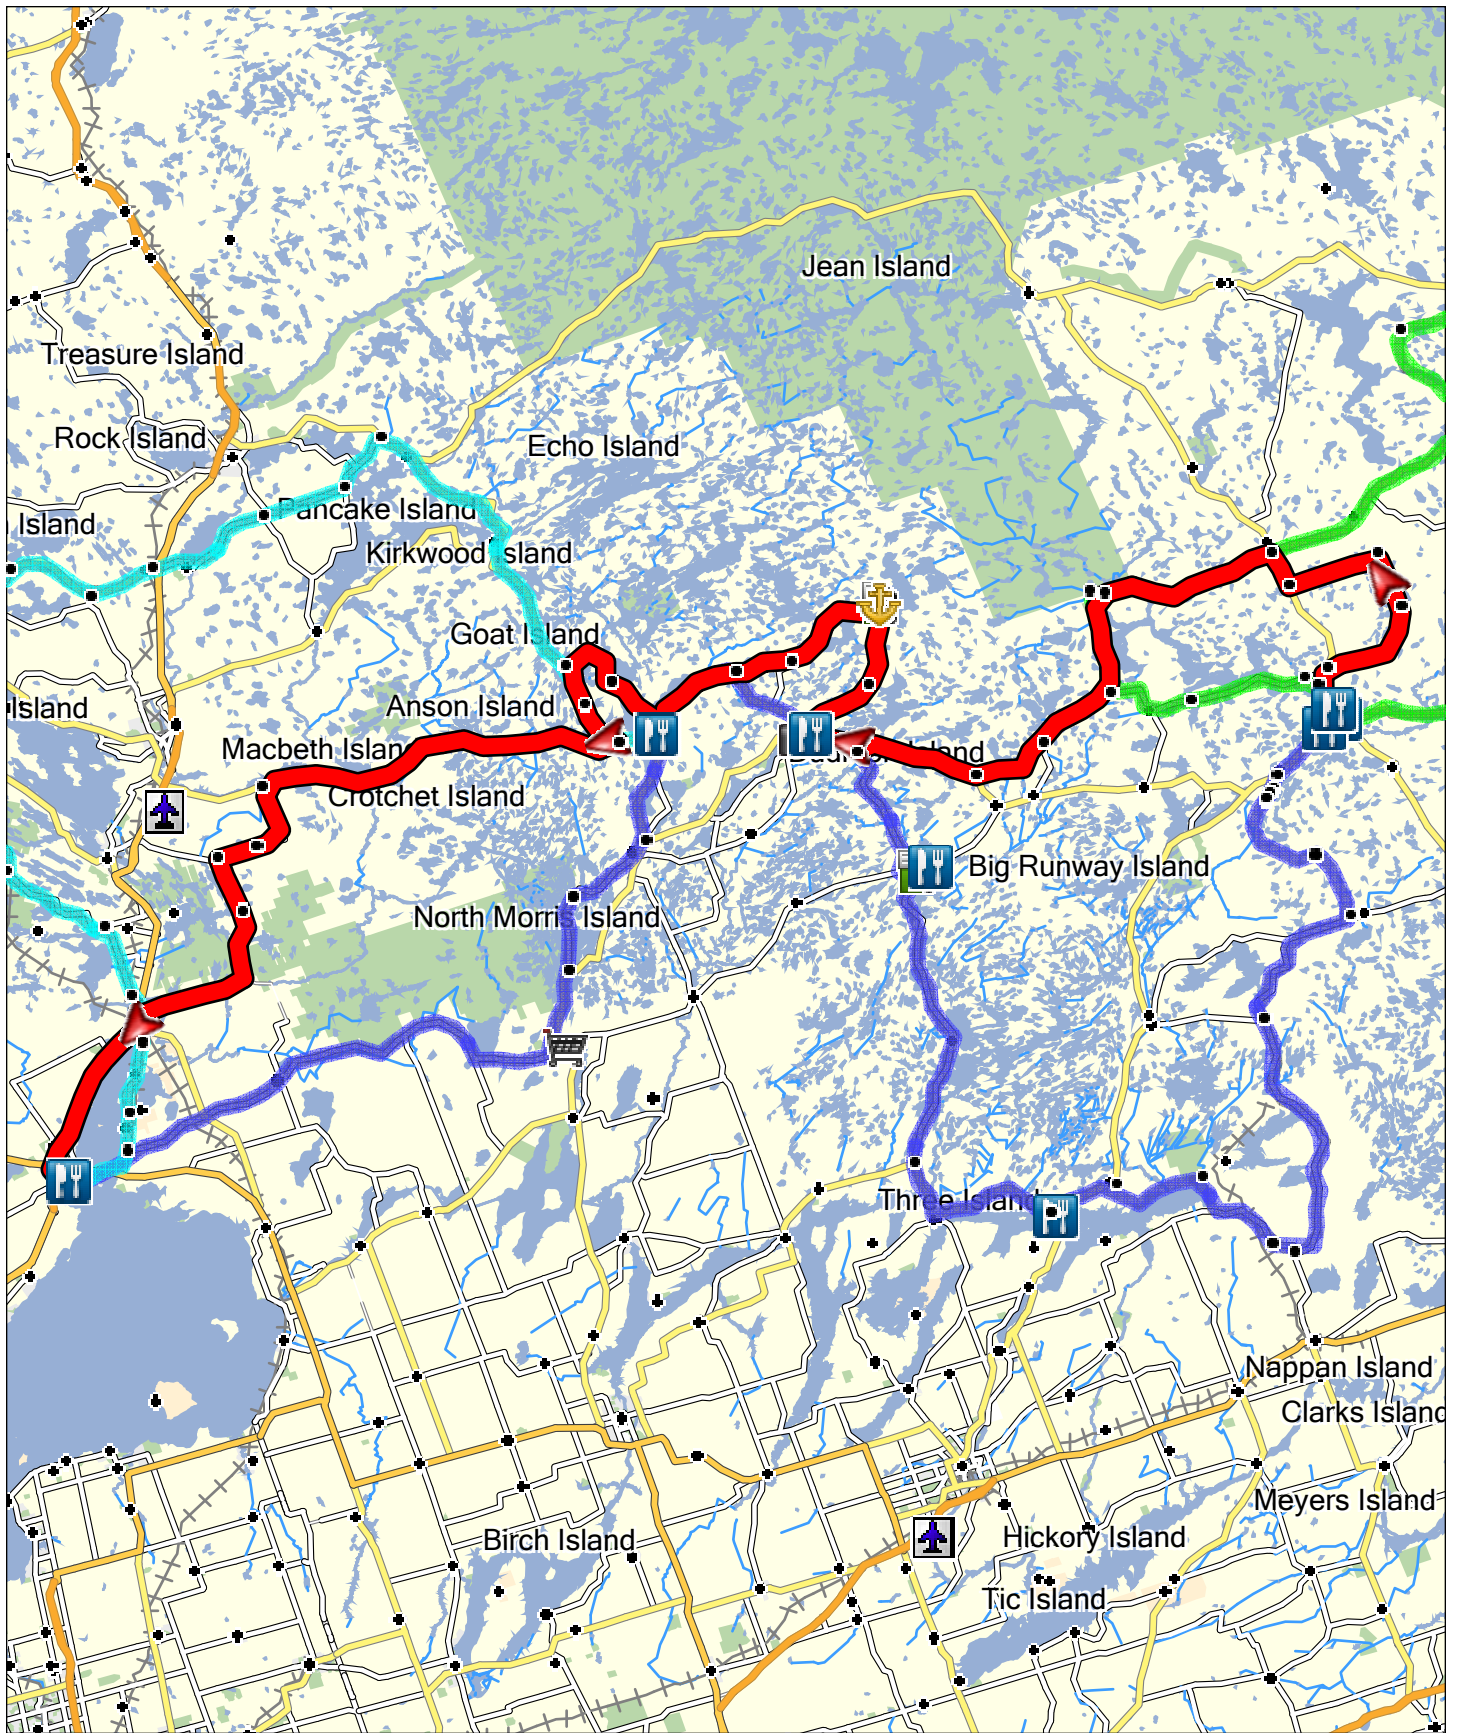 Jean Island
Treasure Island
Rock Island
Echo Island
Pancake Island
Island
Kirkwood Island
Goat Island
Anson Island
Island
Macbeth Island
Island
Crotchet Island
Big Runway Island
North Morris Island
Three Island
Nappan Island
Clarks Island
Meyers Island
Hickory Island
Birch Island
Tic Island